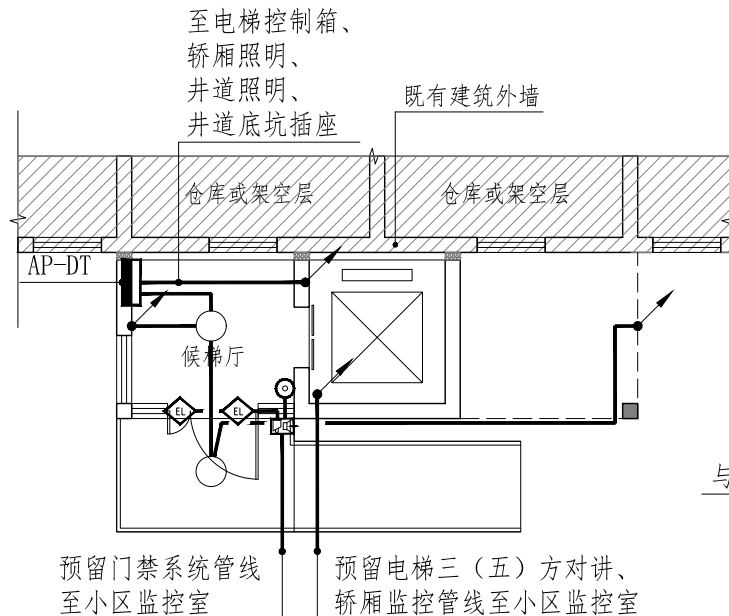 至电梯控制箱、
轿厢照明、
井道照明、
井道底坑插座
既有建筑外墙
仓库或架空层
仓库或架空层
AP-DT
候梯厅
EL
EL
与
预留门禁系统管线
至小区监控室
预留电梯三（五）方对讲、
轿厢监控管线至小区监控室